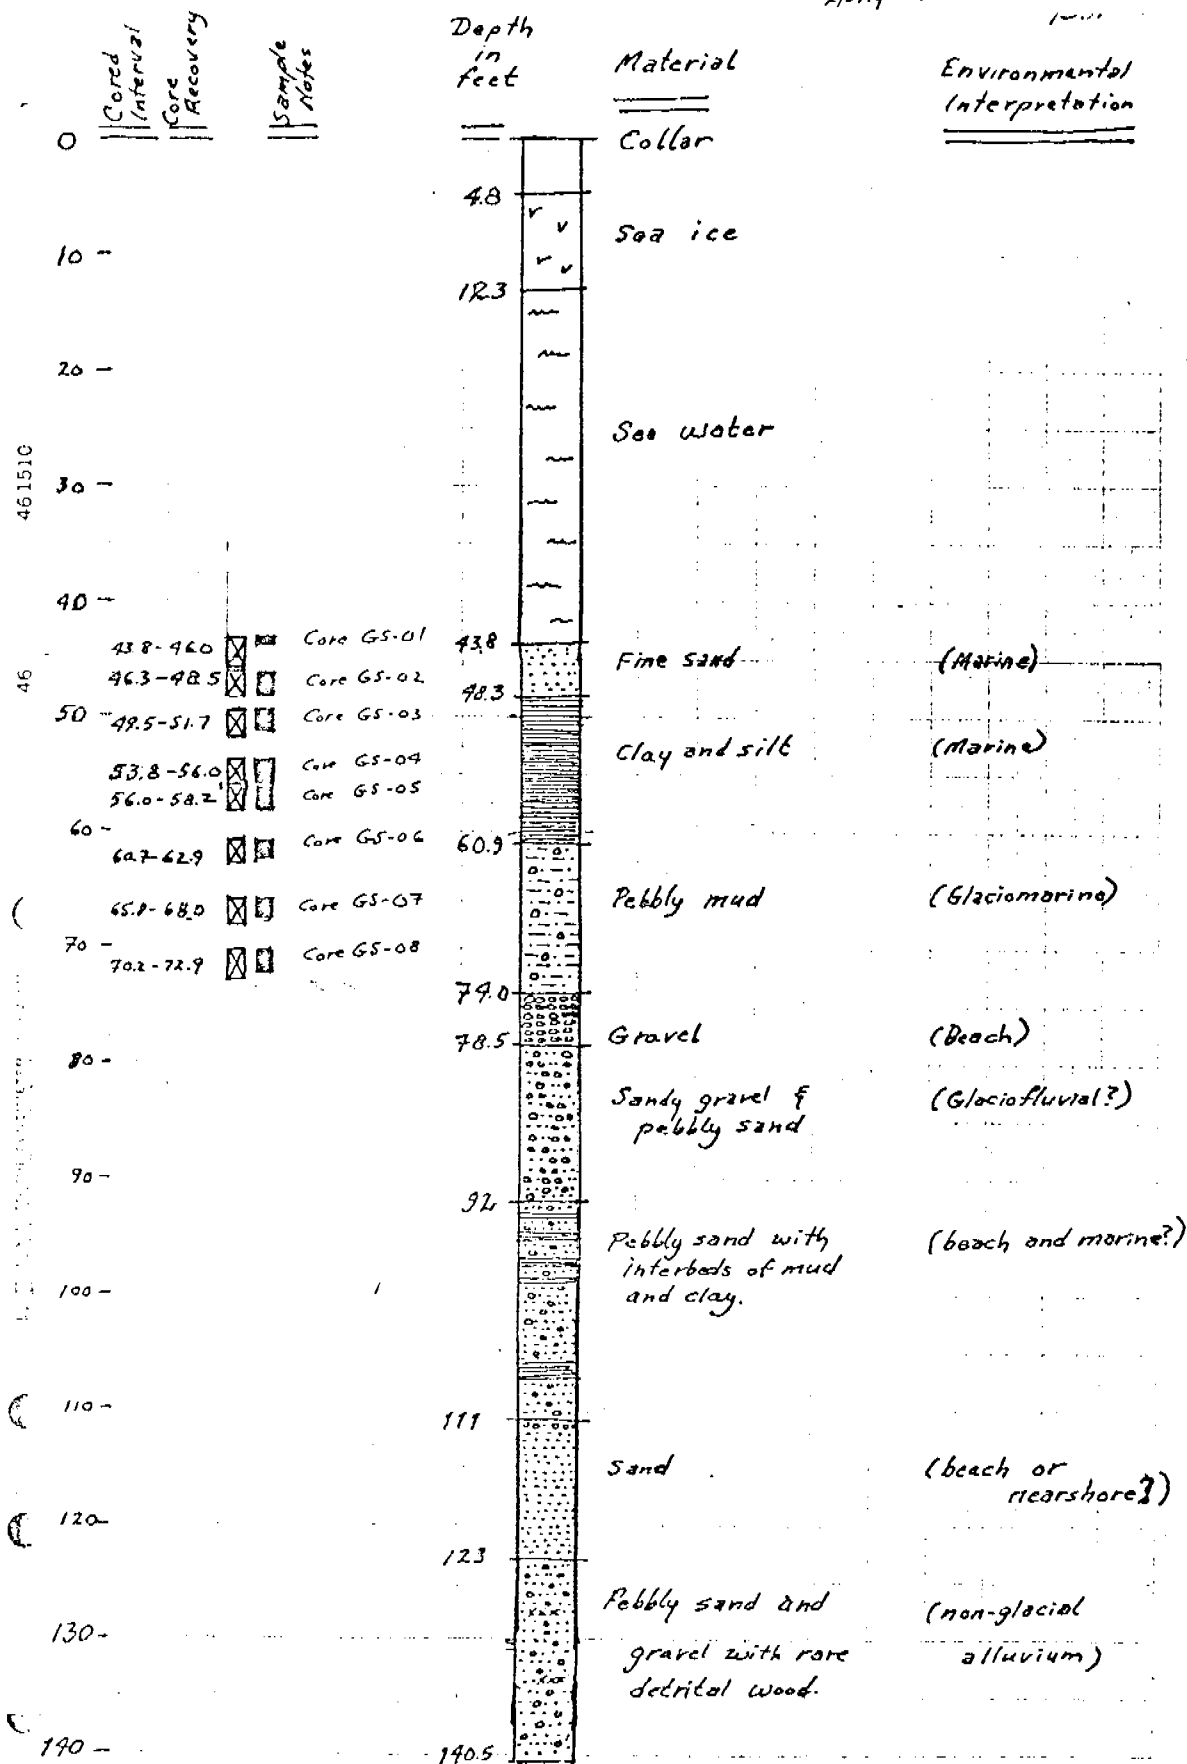 Cored Interval
Core Recovery
Sample Notes
Depth
in
feet
Material
Environmental
Interpretation
0
Collar
4.8
Sea ice
10
12.3
20
Sea water
461510
30
40
43.8-46.0
Core GS-01
43.8
Fine sand
(Marine)
46
46.3-48.5
Core GS-02
48.3
50
49.5-51.7
Core GS-03
Clay and silt
(Marine)
53.8-56.0
Core GS-04
56.0-58.2
Core GS-05
60
60.7-62.9
Core GS-06
60.9
65.8-68.0
Core GS-07
Pebbly mud
(Glaciomarine)
70
70.2-72.9
Core GS-08
74.0
78.5
Gravel
(Beach)
80
Sandy gravel &
pebbly sand
(Glaciofluvial?)
90
92
Pebbly sand with
interbeds of mud
and clay.
(beach and marine?)
100
110
111
Sand
(beach or
nearshore?)
120
123
Pebbly sand and
gravel with rare
detrital wood.
(non-glacial
alluvium)
130
140
140.5